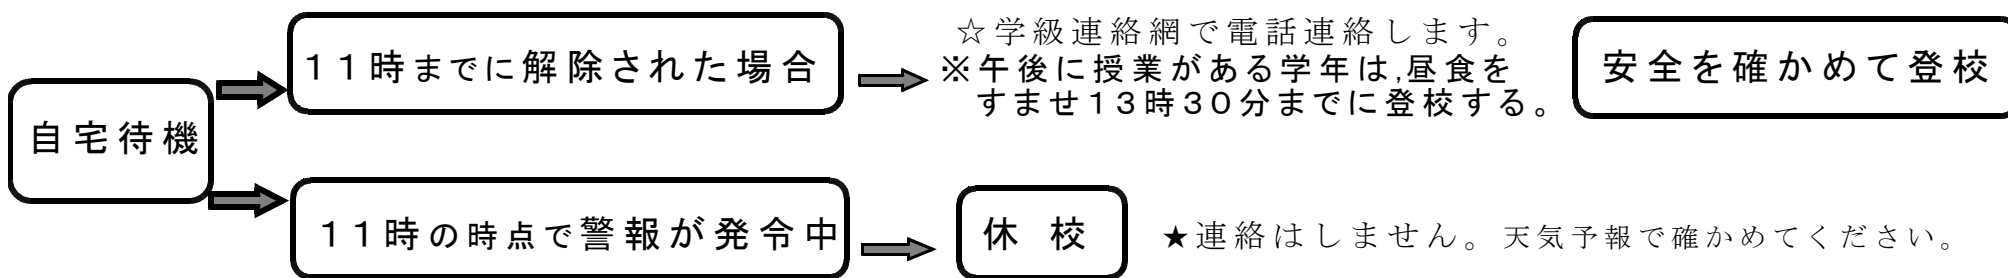 自宅待機
11時までに解除された場合
☆学級連絡網で電話連絡します。
※午後に授業がある学年は,昼食を
すませ13時30分までに登校する。
安全を確かめて登校
11時の時点で警報が発令中
休校
★連絡はしません。天気予報で確かめてください。